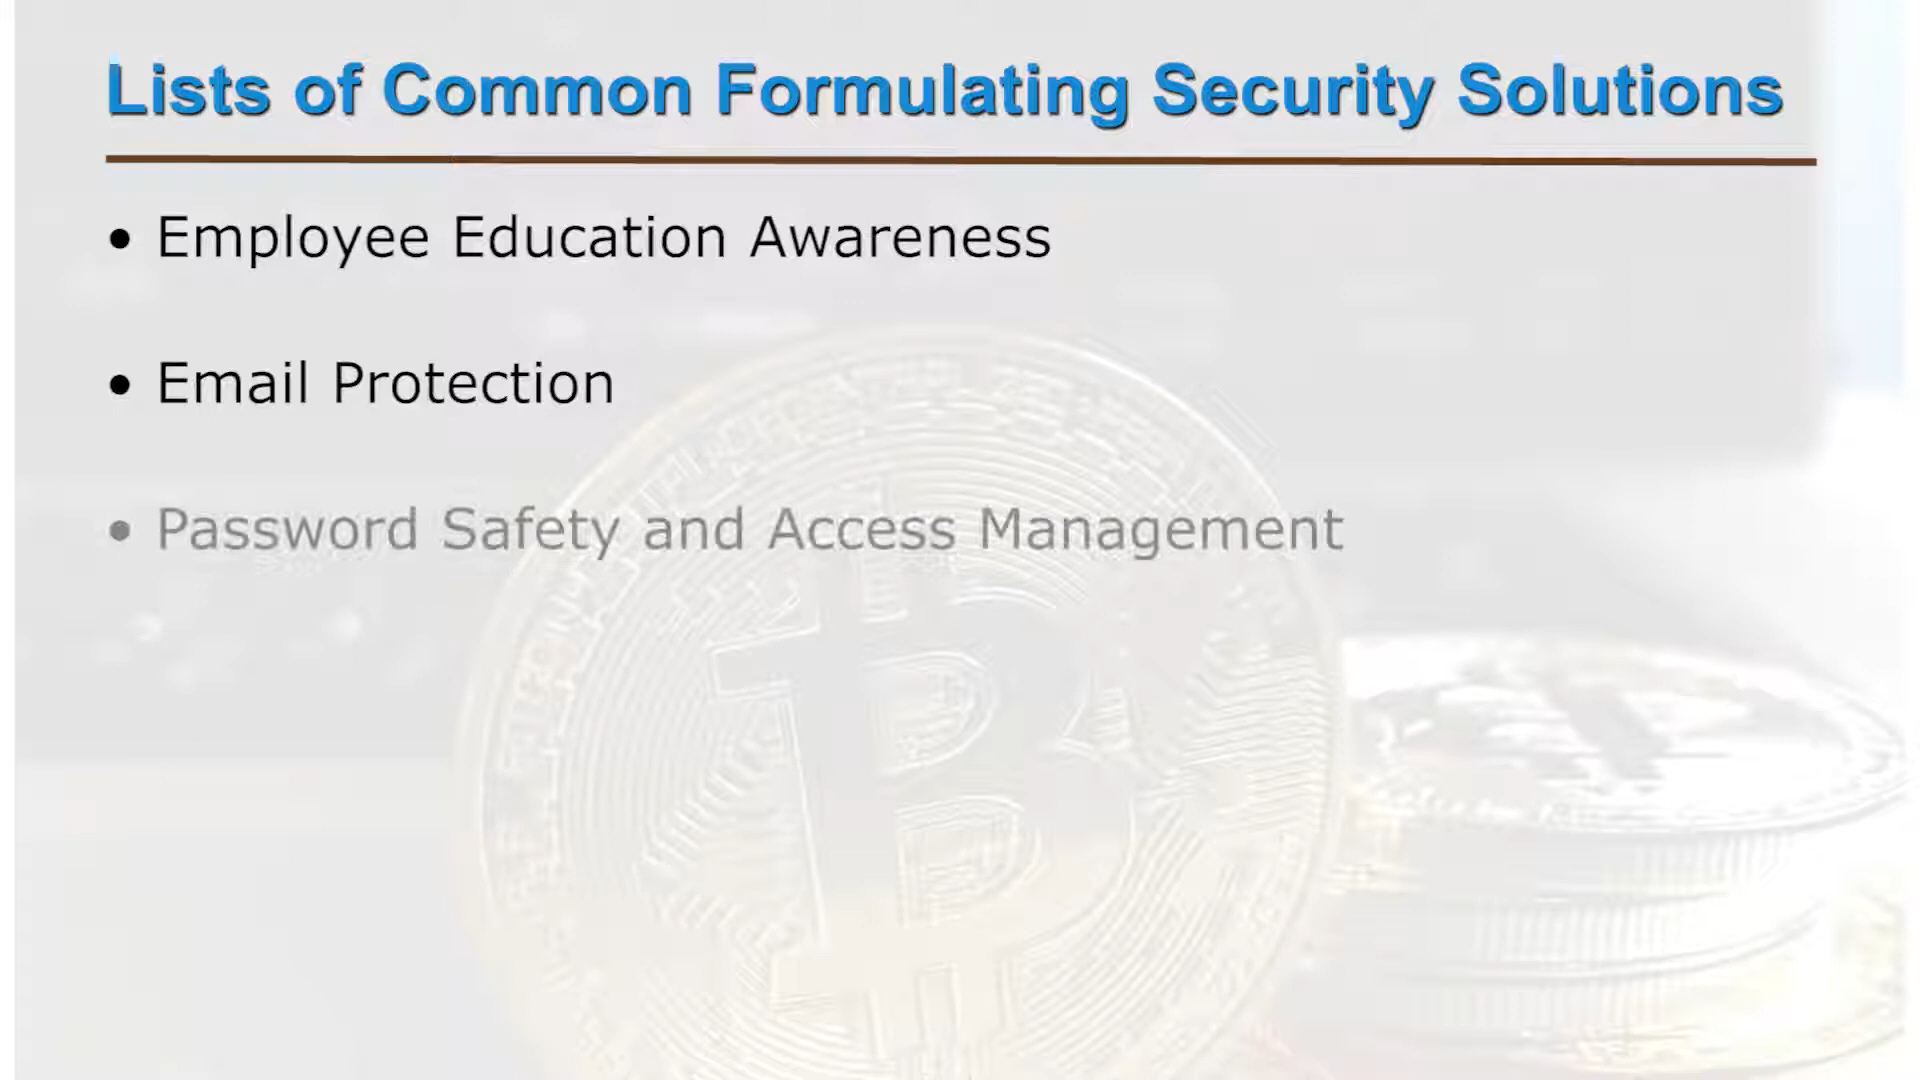 Lists of Common Formulating Security Solutions
• Employee Education Awareness
• Email Protection
• Password Safety and Access Management